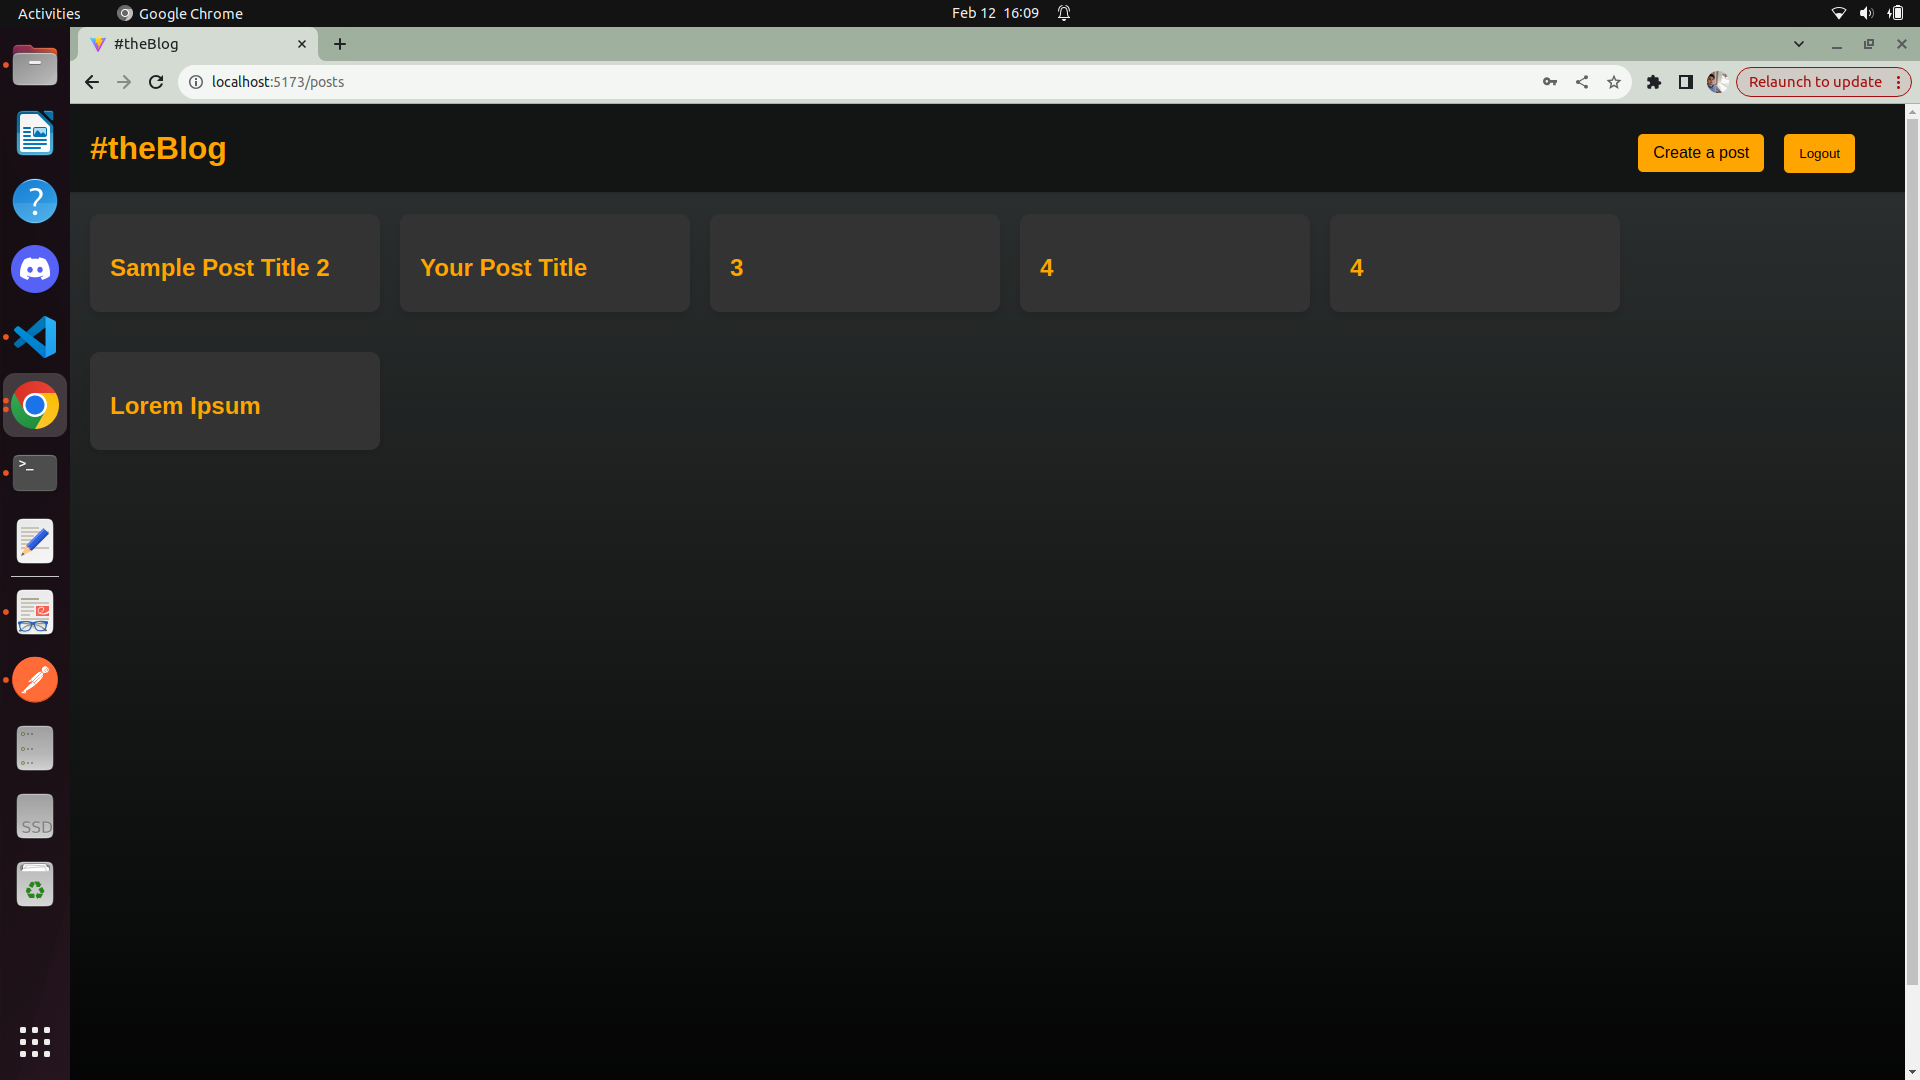 Activities
Google Chrome
Feb 12 16:09
#theBlog
localhost:5173/posts
Relaunch to update
#theBlog
Create a post
Logout
Sample Post Title 2
Your Post Title
3
4
4
Lorem Ipsum
?
>_
SSD